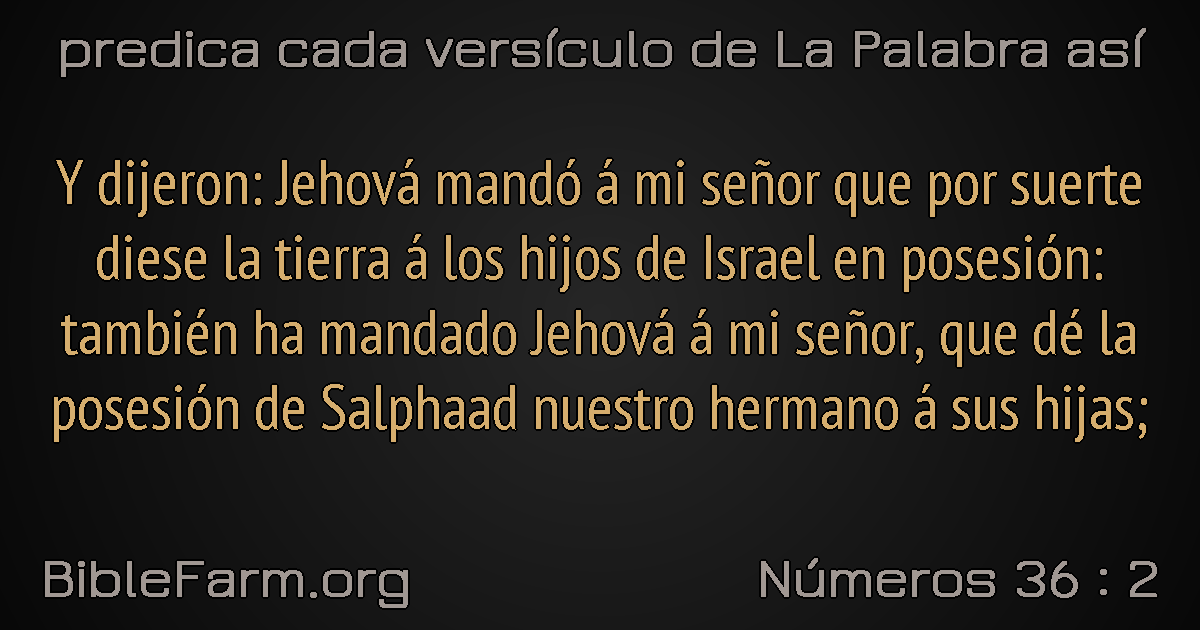 predica cada versículo de La Palabra así
Y dijeron: Jehová mandó á mi señor que por suerte
diese la tierra á los hijos de Israel en posesión:
también ha mandado Jehová á mi señor, que dé la
posesión de Salphaad nuestro hermano á sus hijas;
BibleFarm.org
Números 36 : 2